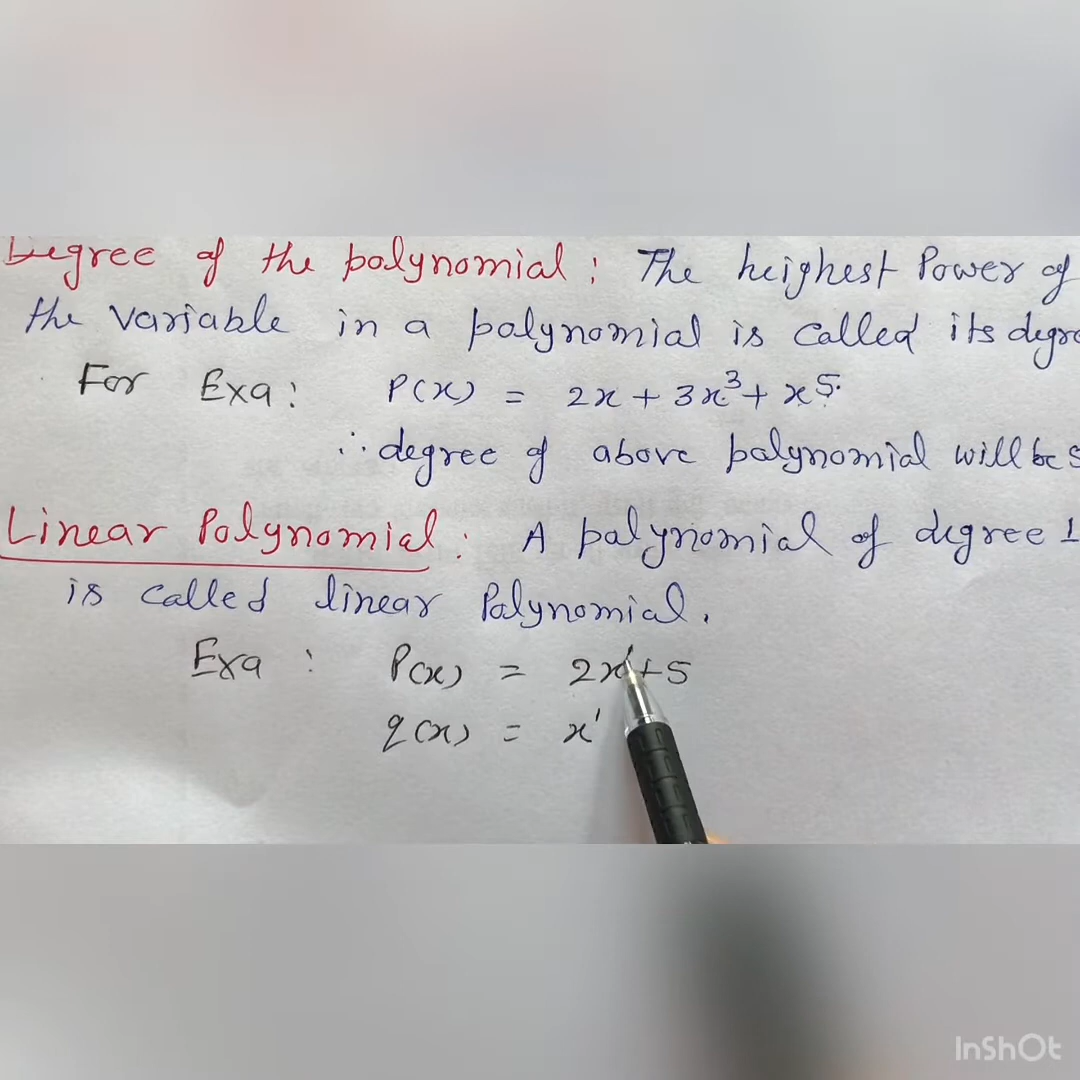 Degree of the polynomial : The heighest Power of
the variable in a polynomial is called its degre
For Exa : P(x) = 2x + 3x³ + x⁵.
∴ degree of above polynomial will be 5
Linear Polynomial : A polynomial of degree 1
is called linear Polynomial.
Exa : P(x) = 2x¹+5
q(x) = x¹
InShOt